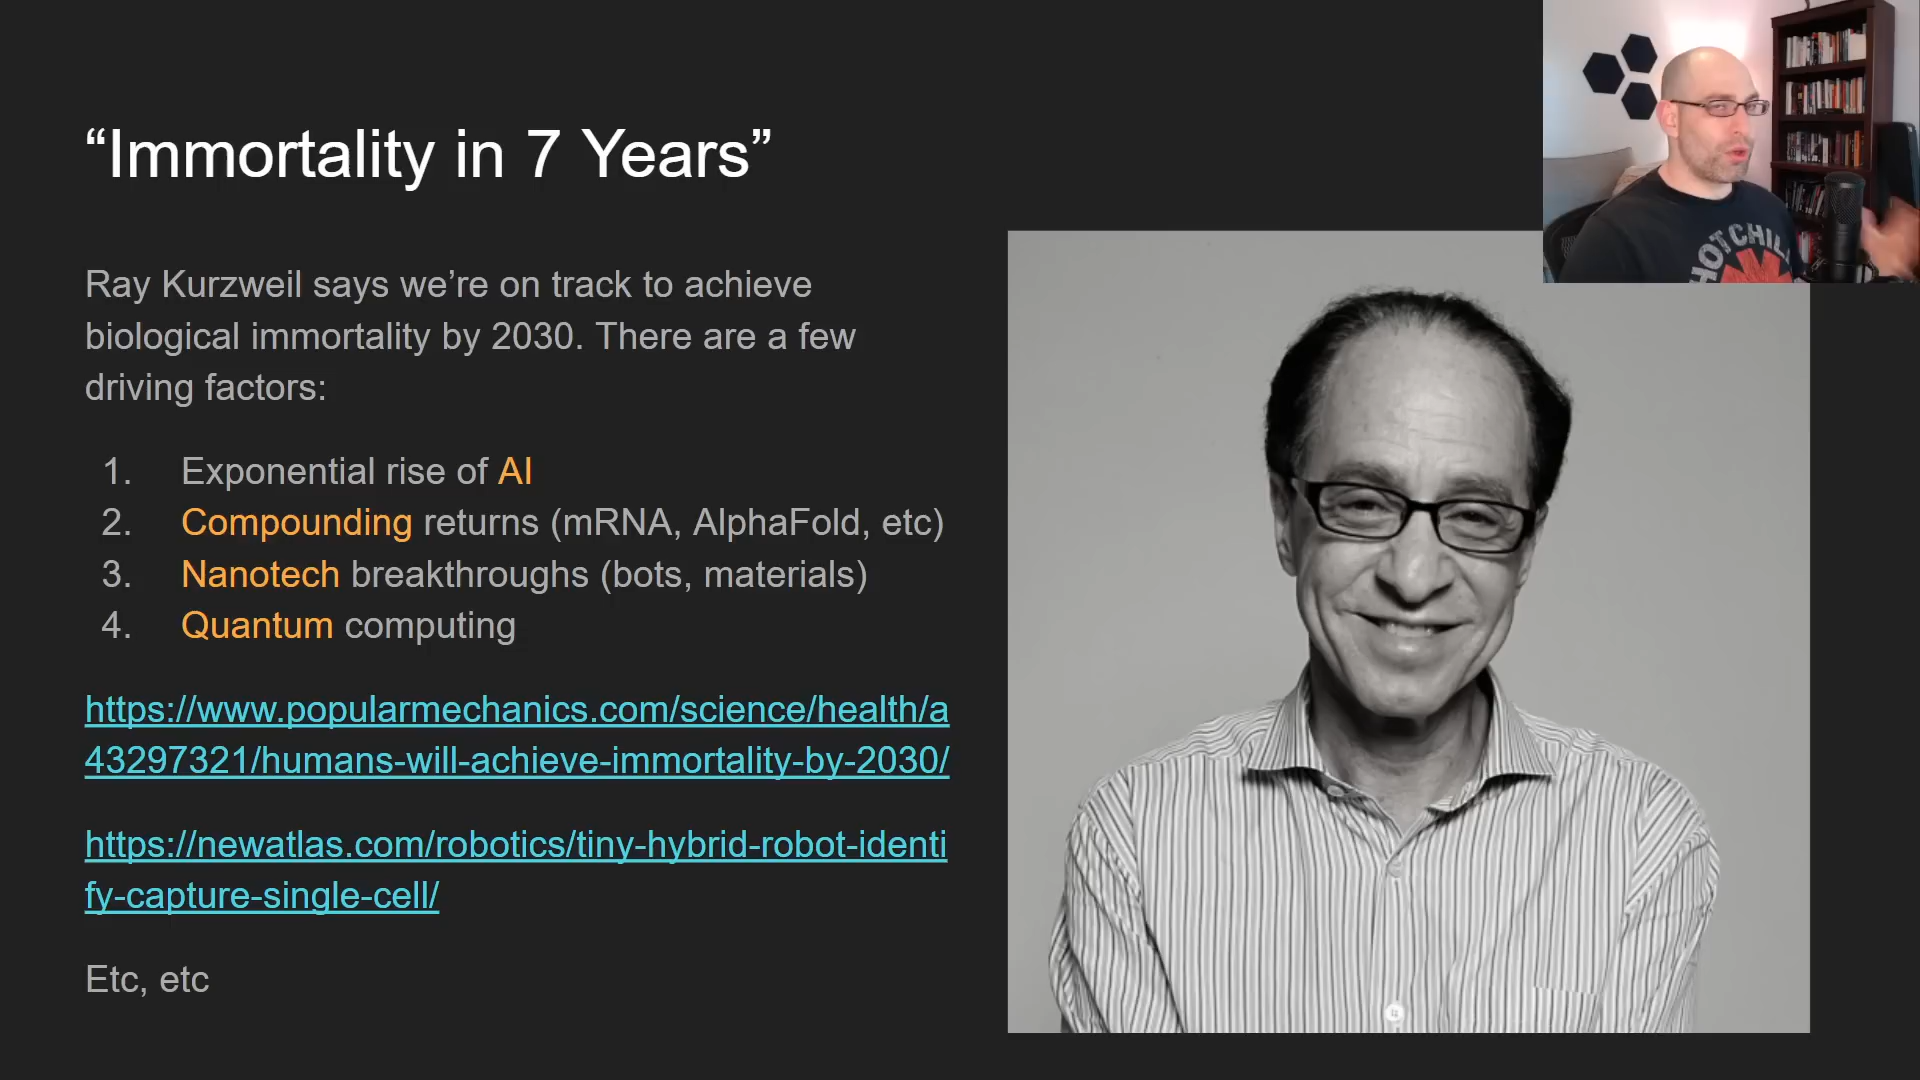 “Immortality in 7 Years”
Ray Kurzweil says we’re on track to achieve
biological immortality by 2030. There are a few
driving factors:
1. Exponential rise of AI
2. Compounding returns (mRNA, AlphaFold, etc)
3. Nanotech breakthroughs (bots, materials)
4. Quantum computing
https://www.popularmechanics.com/science/health/a
43297321/humans-will-achieve-immortality-by-2030/
https://newatlas.com/robotics/tiny-hybrid-robot-identi
fy-capture-single-cell/
Etc, etc
HOT CHIL